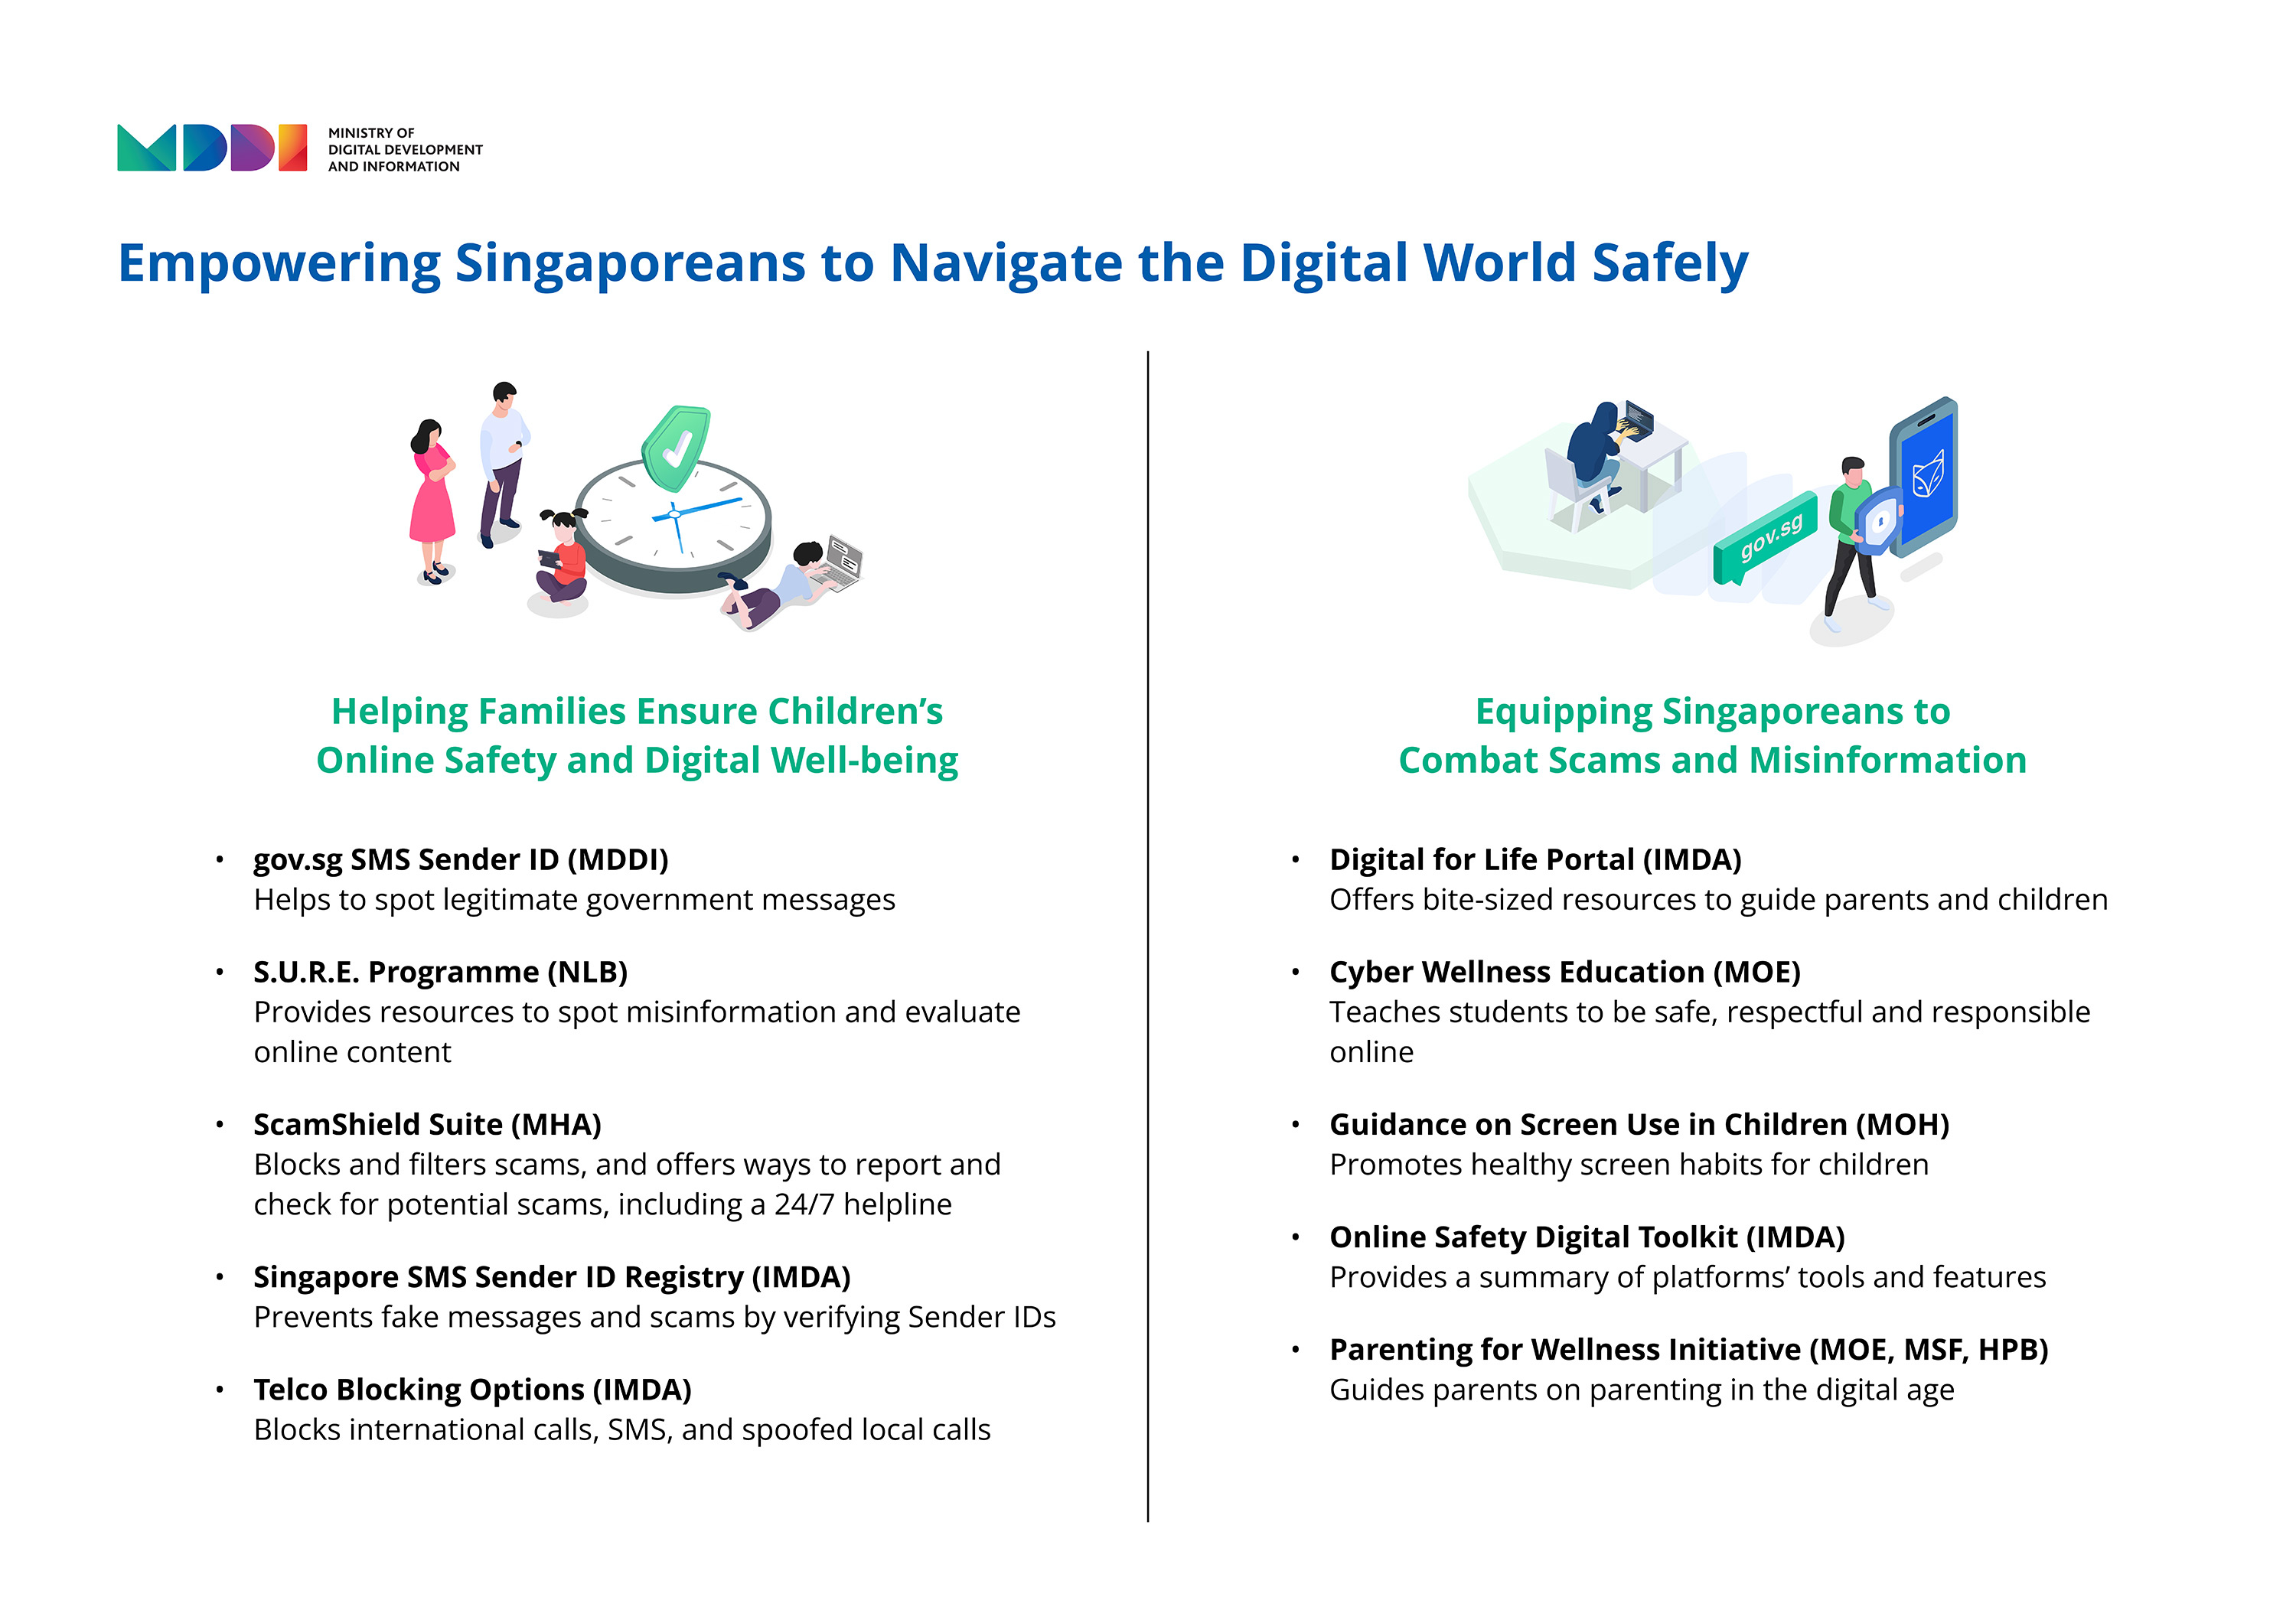 MDDI
MINISTRY OF
DIGITAL DEVELOPMENT
AND INFORMATION
Empowering Singaporeans to Navigate the Digital World Safely
Helping Families Ensure Children’s
Online Safety and Digital Well-being
• gov.sg SMS Sender ID (MDDI)
Helps to spot legitimate government messages
• S.U.R.E. Programme (NLB)
Provides resources to spot misinformation and evaluate
online content
• ScamShield Suite (MHA)
Blocks and filters scams, and offers ways to report and
check for potential scams, including a 24/7 helpline
• Singapore SMS Sender ID Registry (IMDA)
Prevents fake messages and scams by verifying Sender IDs
• Telco Blocking Options (IMDA)
Blocks international calls, SMS, and spoofed local calls
gov.sg
Equipping Singaporeans to
Combat Scams and Misinformation
• Digital for Life Portal (IMDA)
Offers bite-sized resources to guide parents and children
• Cyber Wellness Education (MOE)
Teaches students to be safe, respectful and responsible
online
• Guidance on Screen Use in Children (MOH)
Promotes healthy screen habits for children
• Online Safety Digital Toolkit (IMDA)
Provides a summary of platforms’ tools and features
• Parenting for Wellness Initiative (MOE, MSF, HPB)
Guides parents on parenting in the digital age